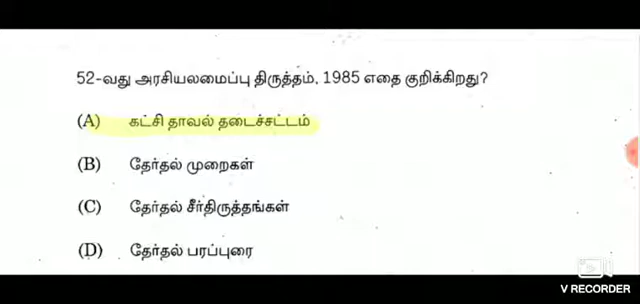 52-வது அரசியலமைப்பு திருத்தம், 1985 எதை குறிக்கிறது?
(A) கட்சி தாவல் தடைச்சட்டம்
(B) தேர்தல் முறைகள்
(C) தேர்தல் சீர்திருத்தங்கள்
(D) தேர்தல் பரப்புரை
V RECORDER